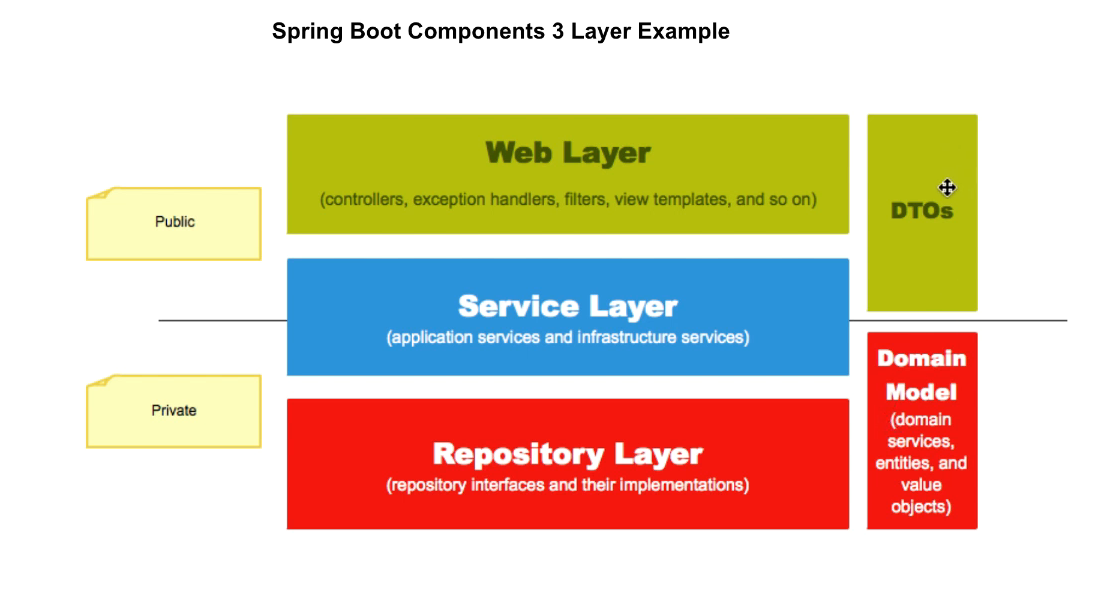 Spring Boot Components 3 Layer Example
Web Layer
(controllers, exception handlers, filters, view templates, and so on)
DTOs
Public
Service Layer
(application services and infrastructure services)
Domain
Model
(domain
services,
entities, and
value
objects)
Private
Repository Layer
(repository interfaces and their implementations)